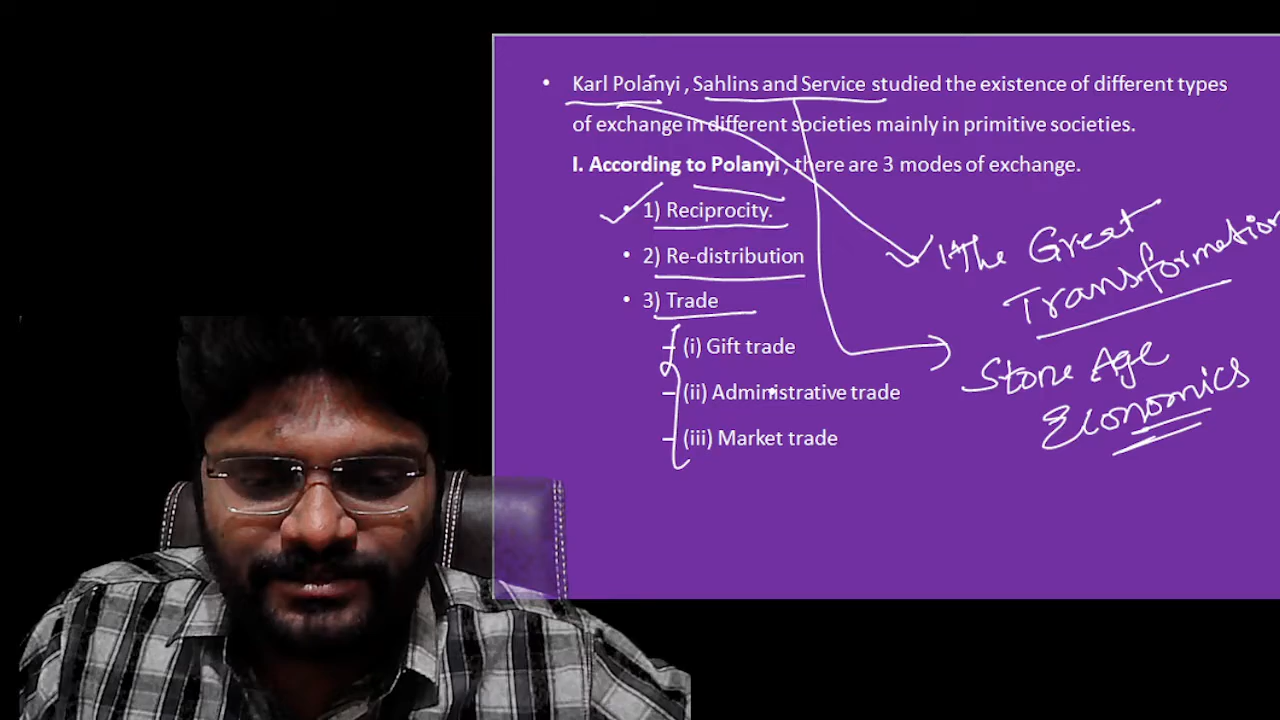 • Karl Polanyi , Sahlins and Service studied the existence of different types
of exchange in different societies mainly in primitive societies.
I. According to Polanyi , there are 3 modes of exchange.
• 1) Reciprocity.
• 2) Re-distribution
• 3) Trade
– (i) Gift trade
– (ii) Administrative trade
– (iii) Market trade
The Great
Transformation
Stone Age
Economics